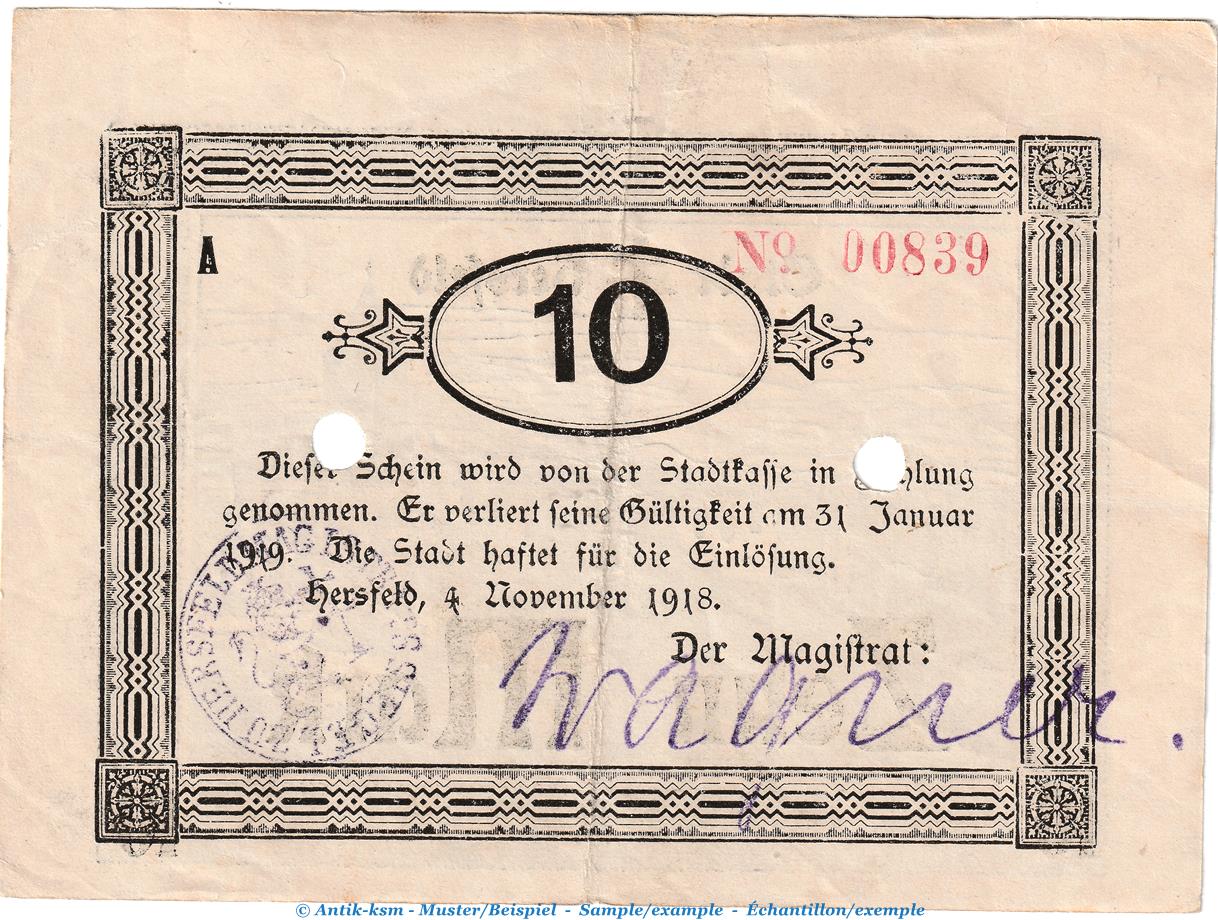 A
Nº 00839
10
Dieser Schein wird von der Stadtkasse in Zahlung
genommen. Er verliert seine Gültigkeit am 31 Januar
1919. Die Stadt haftet für die Einlösung.
Hersfeld, 4 November 1918.
Der Magistrat:
Wagner.
© Antik-ksm - Muster/Beispiel - Sample/example - Échantillon/exemple